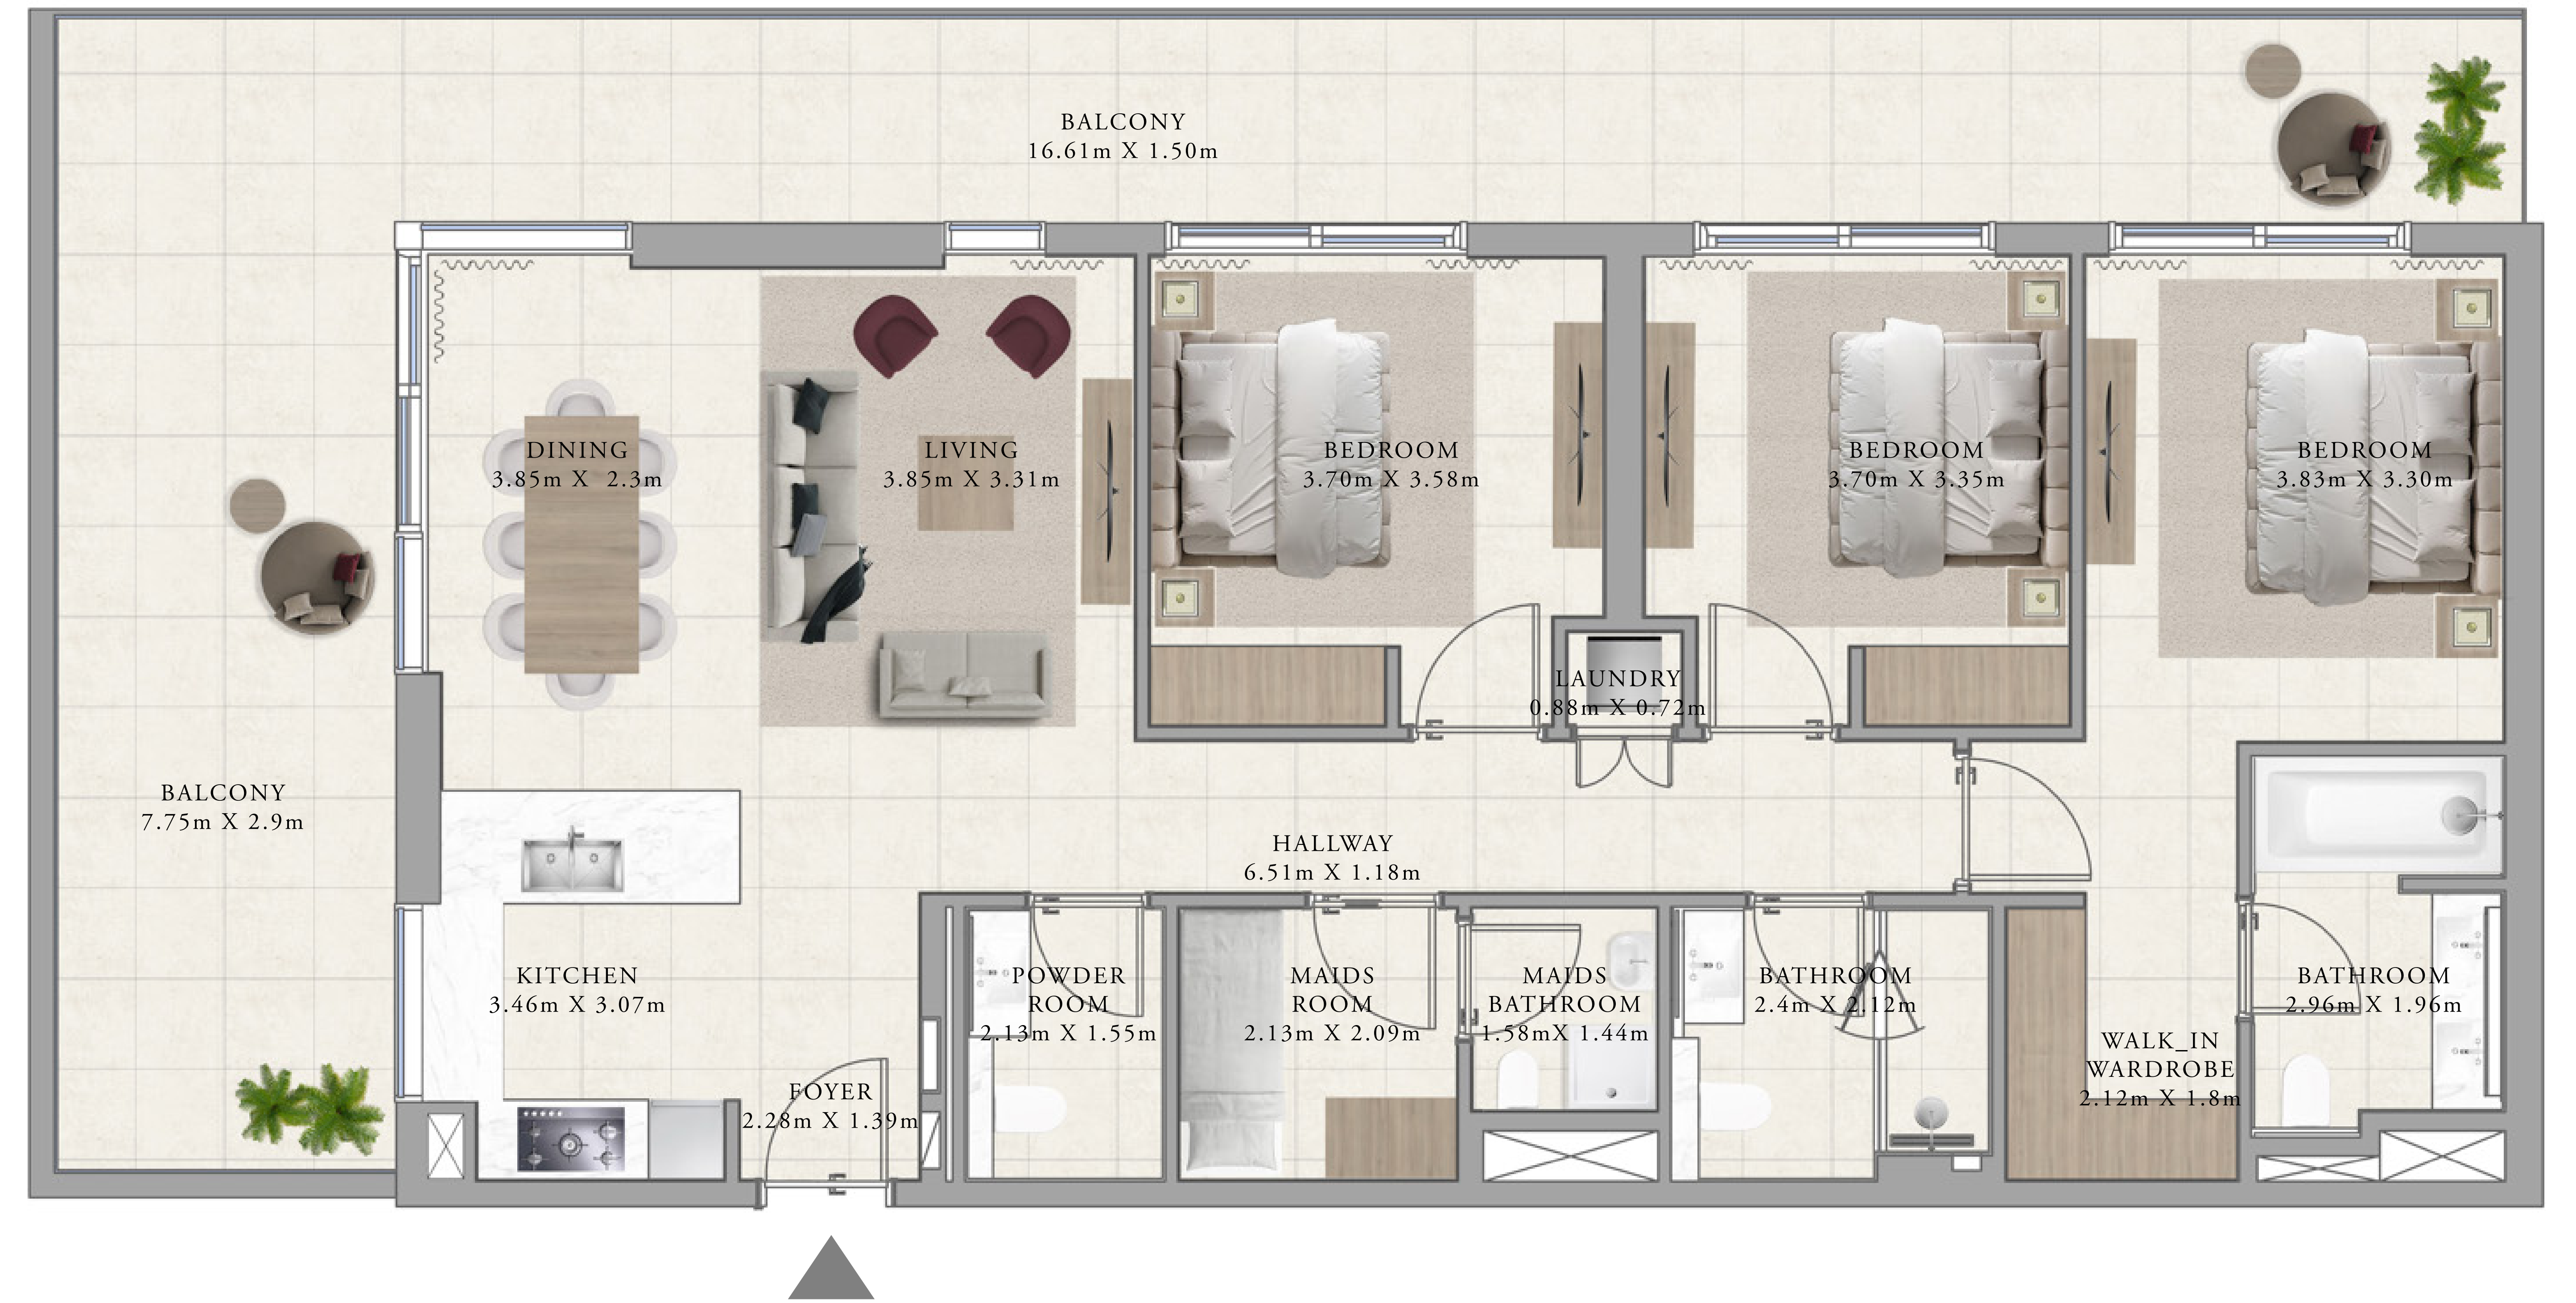 BALCONY
16.61m X 1.50m
DINING
3.85m X  2.3m
LIVING
3.85m X 3.31m
BEDROOM
3.70m X 3.58m
BEDROOM
3.70m X 3.35m
BEDROOM
3.83m X 3.30m
LAUNDRY
0.88m X 0.72m
BALCONY
7.75m X 2.9m
HALLWAY
6.51m X 1.18m
KITCHEN
3.46m X 3.07m
FOYER
2.28m X 1.39m
POWDER
ROOM
2.13m X 1.55m
MAIDS
ROOM
2.13m X 2.09m
MAIDS
BATHROOM
1.58mX 1.44m
BATHROOM
2.4m X 2.12m
WALK_IN
WARDROBE
2.12m X 1.8m
BATHROOM
2.96m X 1.96m